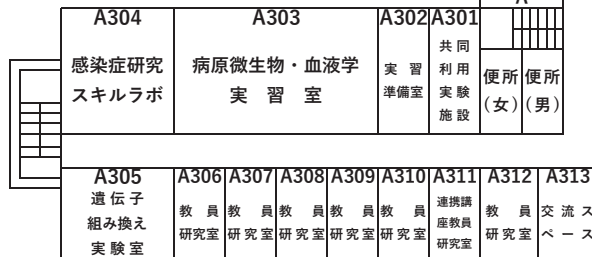 A304
感染症研究
スキルラボ
A303
病原微生物・血液学
実習室
A302
実習
準備室
A301
共同
利用
実験
施設
便所
(女)
便所
(男)
A305
遺伝子
組み換え
実験室
A306
教員
研究室
A307
教員
研究室
A308
教員
研究室
A309
教員
研究室
A310
教員
研究室
A311
連携講
座教員
研究室
A312
教員
研究室
A313
交流ス
ペース